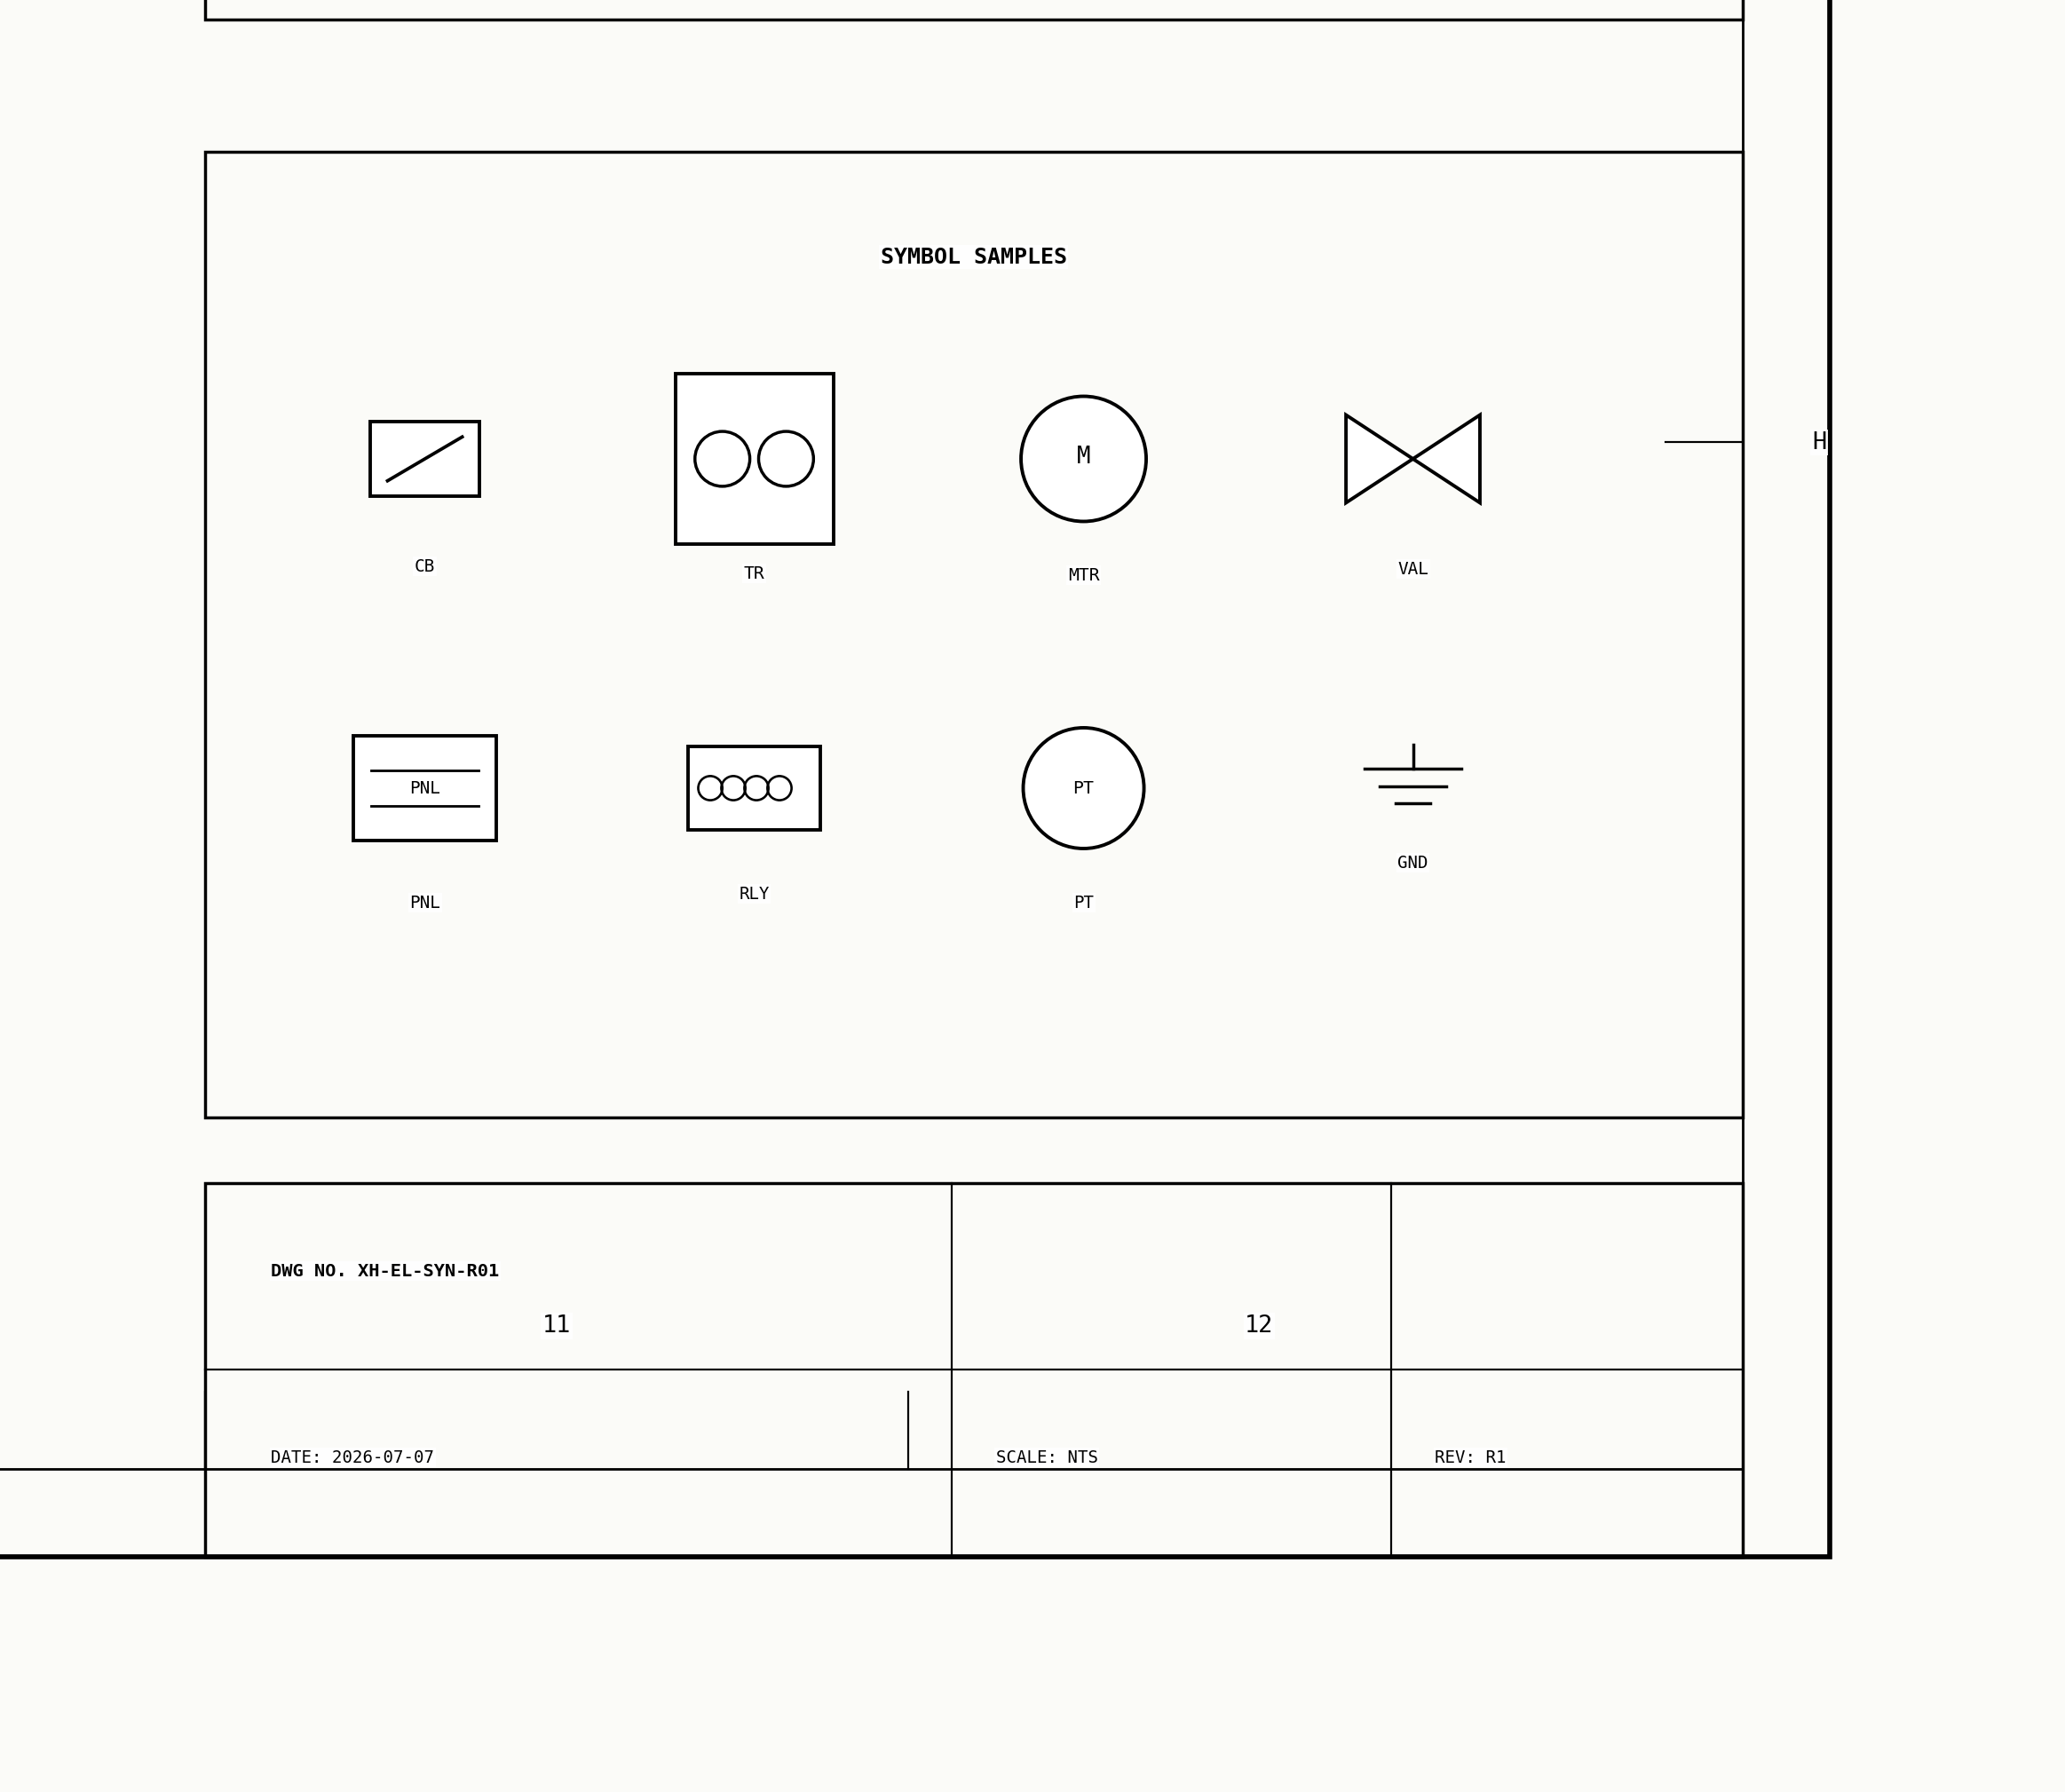 SYMBOL SAMPLES
M
H
CB
TR
MTR
VAL
PNL
PT
GND
PNL
RLY
PT
DWG NO. XH-EL-SYN-R01
11
12
DATE: 2026-07-07
SCALE: NTS
REV: R1